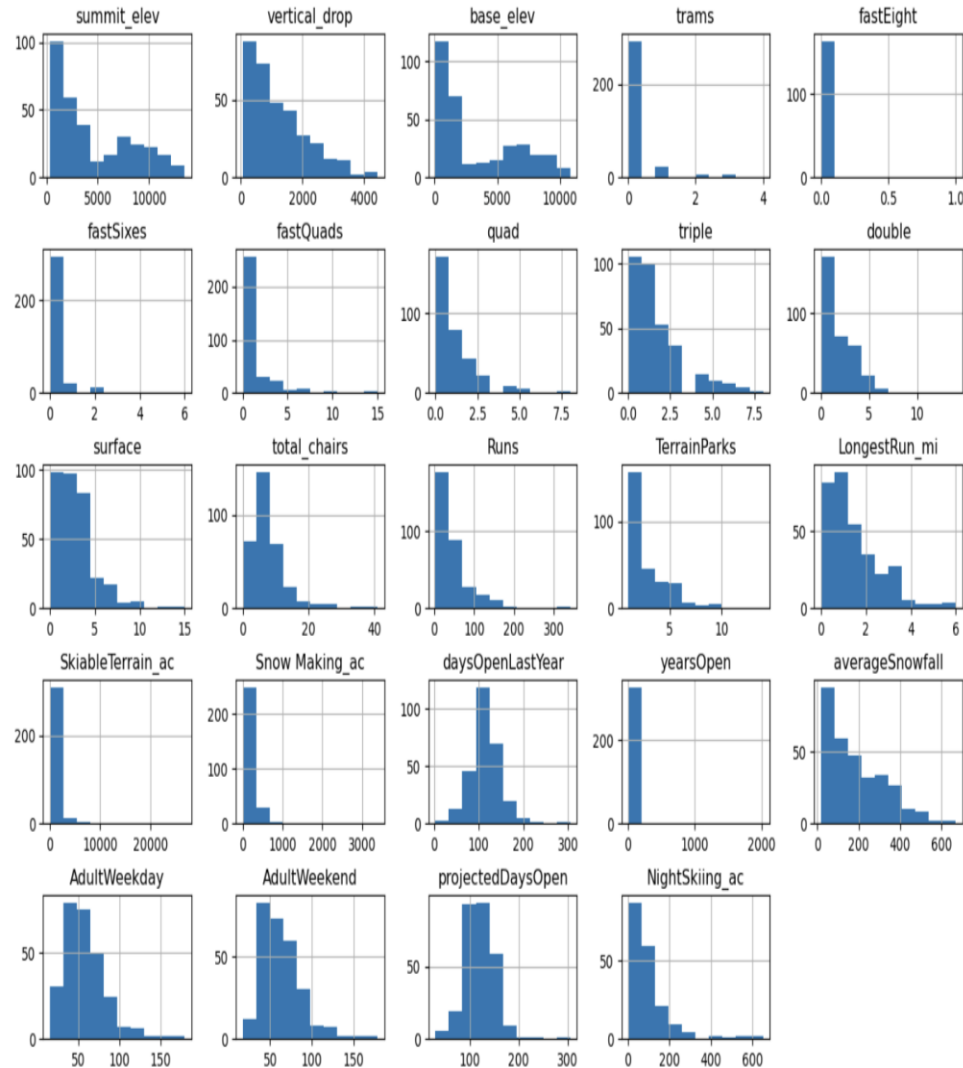 summit_elev vertical_drop base_elev trams fastEight
100
50
0
0 5000 10000
50
0
0 2000 4000
100
50
0
0 5000 10000
200
0
0 2 4
100
0
0.0 0.5 1.0
fastSixes fastQuads quad triple double
200
0
0 2 4 6
200
100
0
0 5 10 15
100
0
0.0 2.5 5.0 7.5
100
50
0
0.0 2.5 5.0 7.5
100
0
0 5 10
surface total_chairs Runs TerrainParks LongestRun_mi
100
50
0
0 5 10 15
100
0
0 20 40
100
0
0 100 200 300
100
0
5 10
50
0
0 2 4 6
SkiableTerrain_ac Snow Making_ac daysOpenLastYear yearsOpen averageSnowfall
200
0
0 10000 20000
200
100
0
0 1000 2000 3000
100
50
0
0 100 200 300
200
0
0 1000 2000
50
0
0 200 400 600
AdultWeekday AdultWeekend projectedDaysOpen NightSkiing_ac
50
0
50 100 150
50
0
50 100 150
50
0
100 200 300
50
0
0 200 400 600